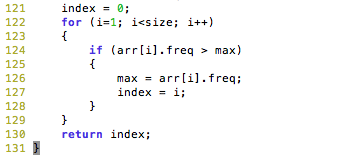 121     index = 0;
122     for (i=1; i<size; i++)
123     {
124         if (arr[i].freq > max)
125         {
126             max = arr[i].freq;
127             index = i;
128         }
129     }
130     return index;
131 }